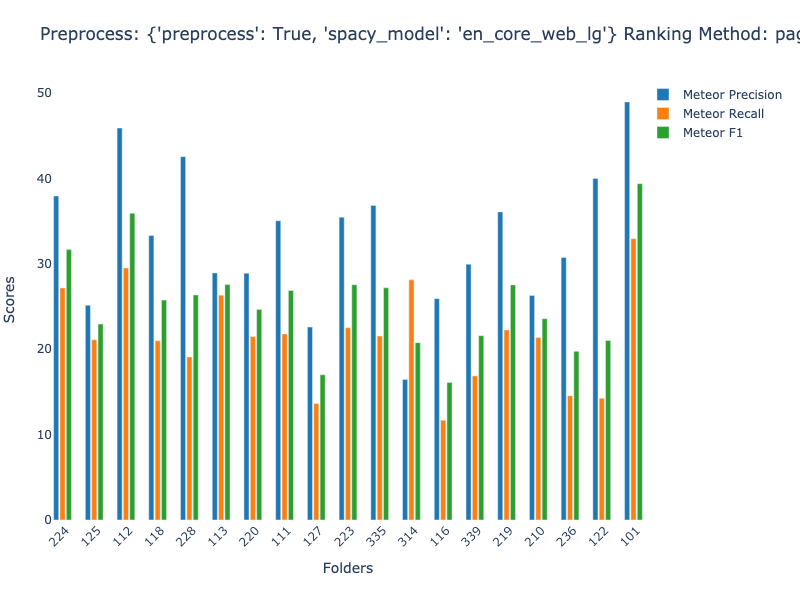 Preprocess: {'preprocess': True, 'spacy_model': 'en_core_web_lg'} Ranking Method:
Meteor Precision
Meteor Recall
Meteor F1
50
40
30
20
10
0
Scores
224 125 112 118 228 113 220 111 127 223 335 314 116 339 219 210 236 122 101
Folders